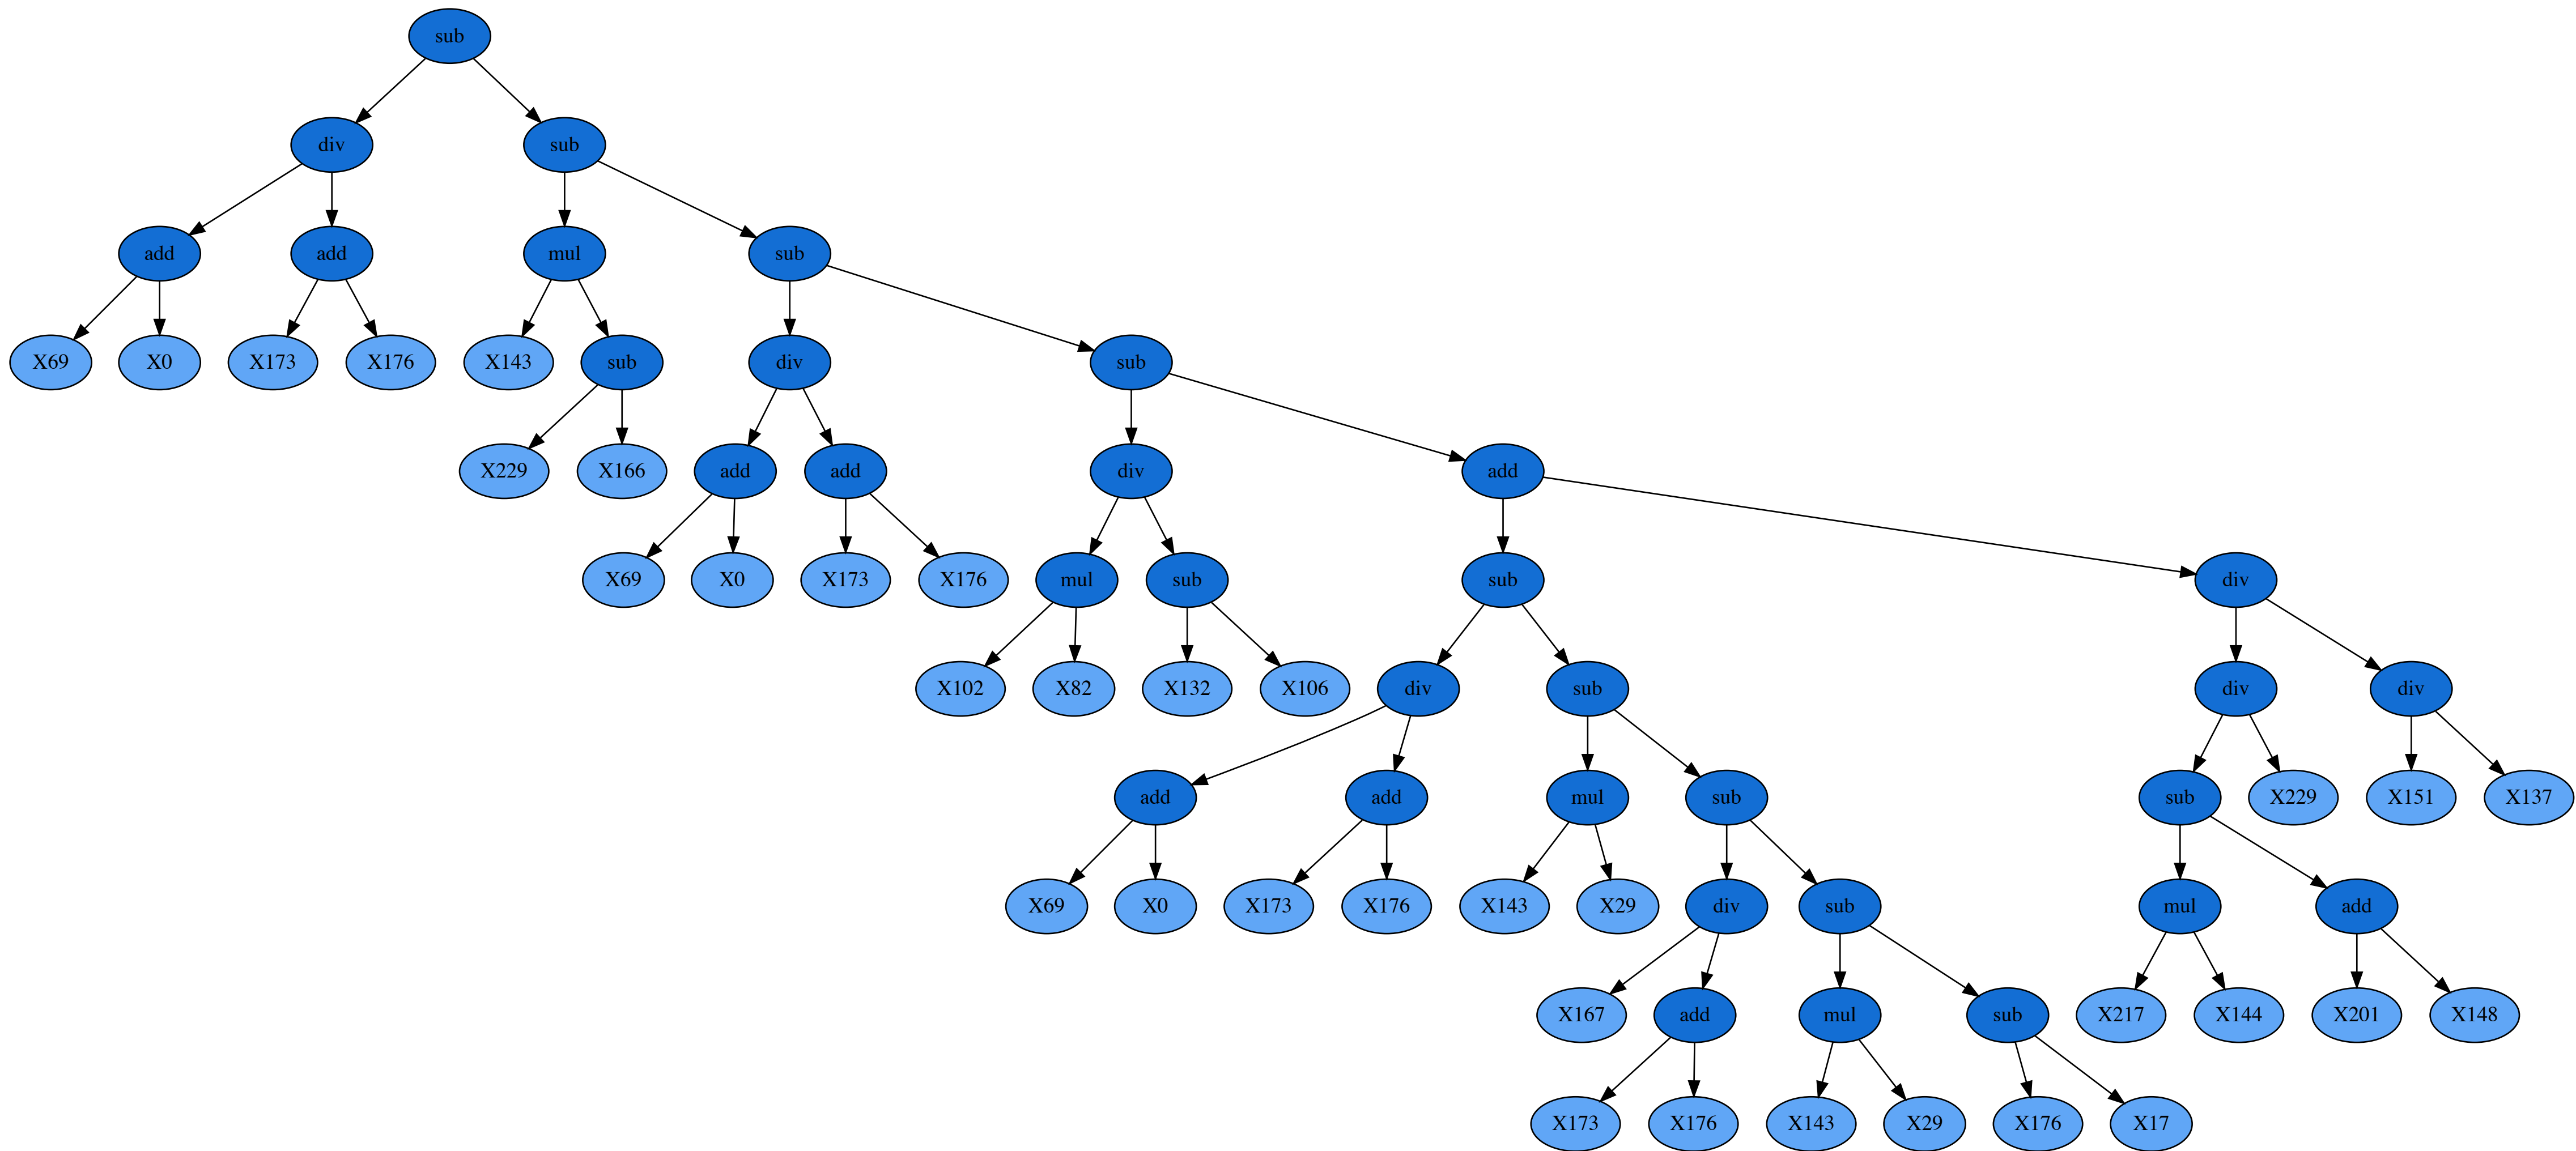 sub
div sub
add add mul sub
X69 X0 X173 X176 X143 sub div sub
X229 X166 add add div add
X69 X0 X173 X176 mul sub sub div
X102 X82 X132 X106 div sub div div
add add mul sub sub X229 X151 X137
X69 X0 X173 X176 X143 X29 div sub mul add
X167 add mul sub X217 X144 X201 X148
X173 X176 X143 X29 X176 X17